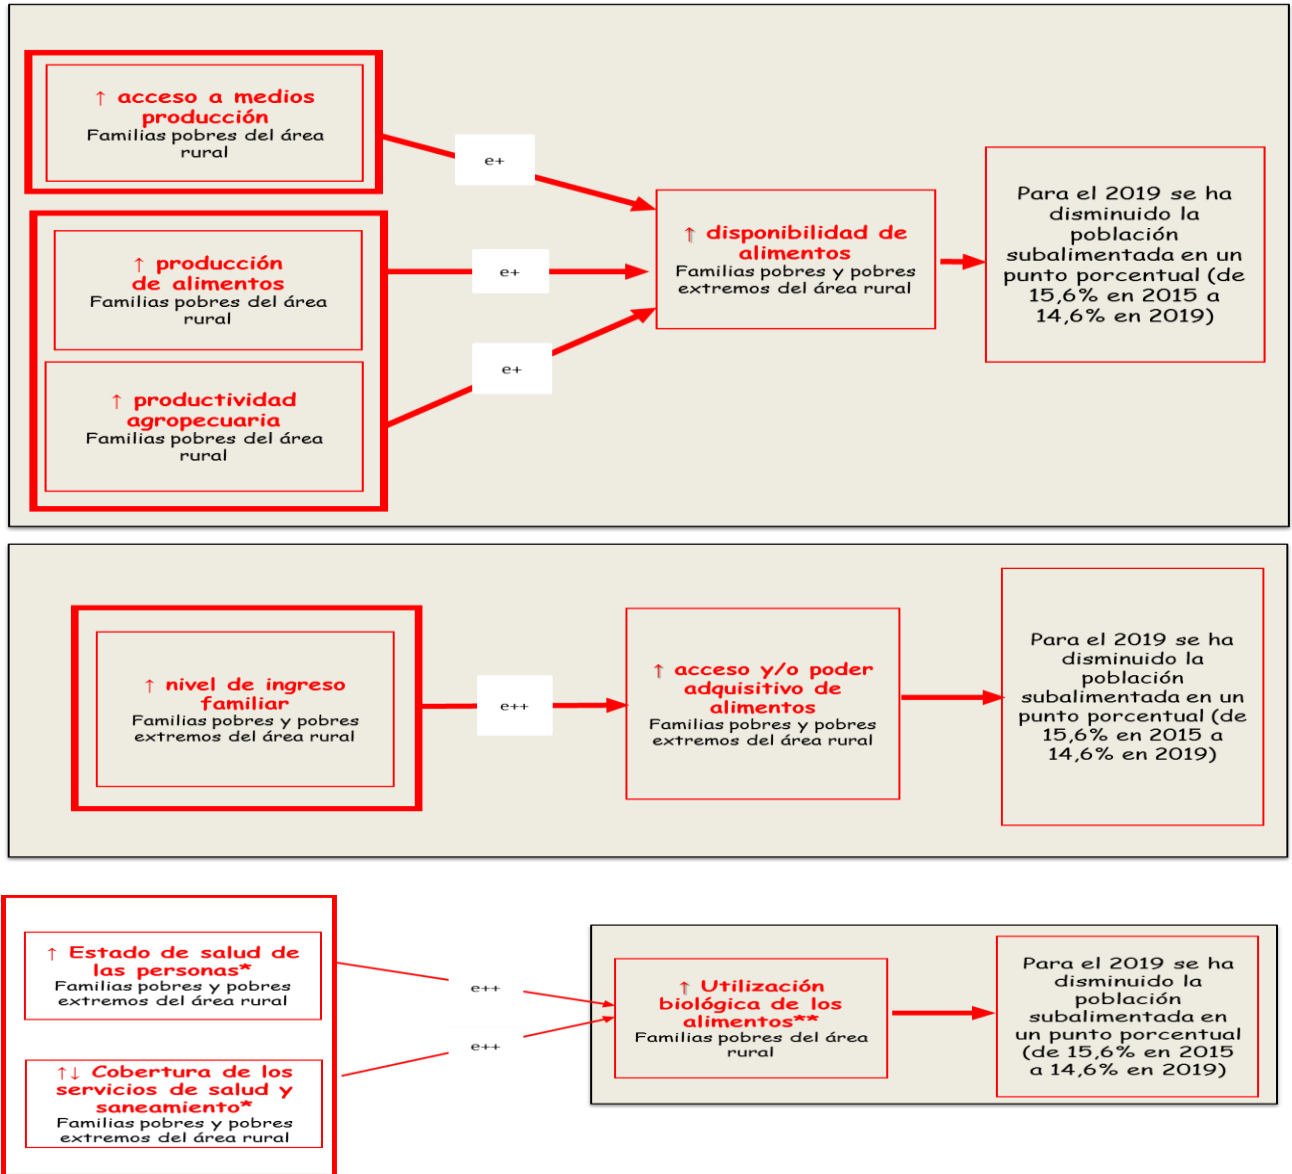 ↑ acceso a medios
producción
Familias pobres del área
rural
e+
↑ producción
de alimentos
Familias pobres del área
rural
e+
↑ productividad
agropecuaria
Familias pobres del área
rural
e+
↑ disponibilidad de
alimentos
Familias pobres y pobres
extremos del área rural
Para el 2019 se ha
disminuido la
población
subalimentada en un
punto porcentual (de
15,6% en 2015 a
14,6% en 2019)
↑ nivel de ingreso
familiar
Familias pobres y pobres
extremos del área rural
e++
↑ acceso y/o poder
adquisitivo de
alimentos
Familias pobres y pobres
extremos del área rural
Para el 2019 se ha
disminuido la
población
subalimentada en un
punto porcentual (de
15,6% en 2015 a
14,6% en 2019)
↑ Estado de salud de
las personas*
Familias pobres y pobres
extremos del área rural
e++
↑↓ Cobertura de los
servicios de salud y
saneamiento*
Familias pobres y pobres
extremos del área rural
e++
↑ Utilización
biológica de los
alimentos**
Familias pobres del área
rural
Para el 2019 se ha
disminuido la
población
subalimentada en
un punto porcentual
(de 15,6% en 2015
a 14,6% en 2019)